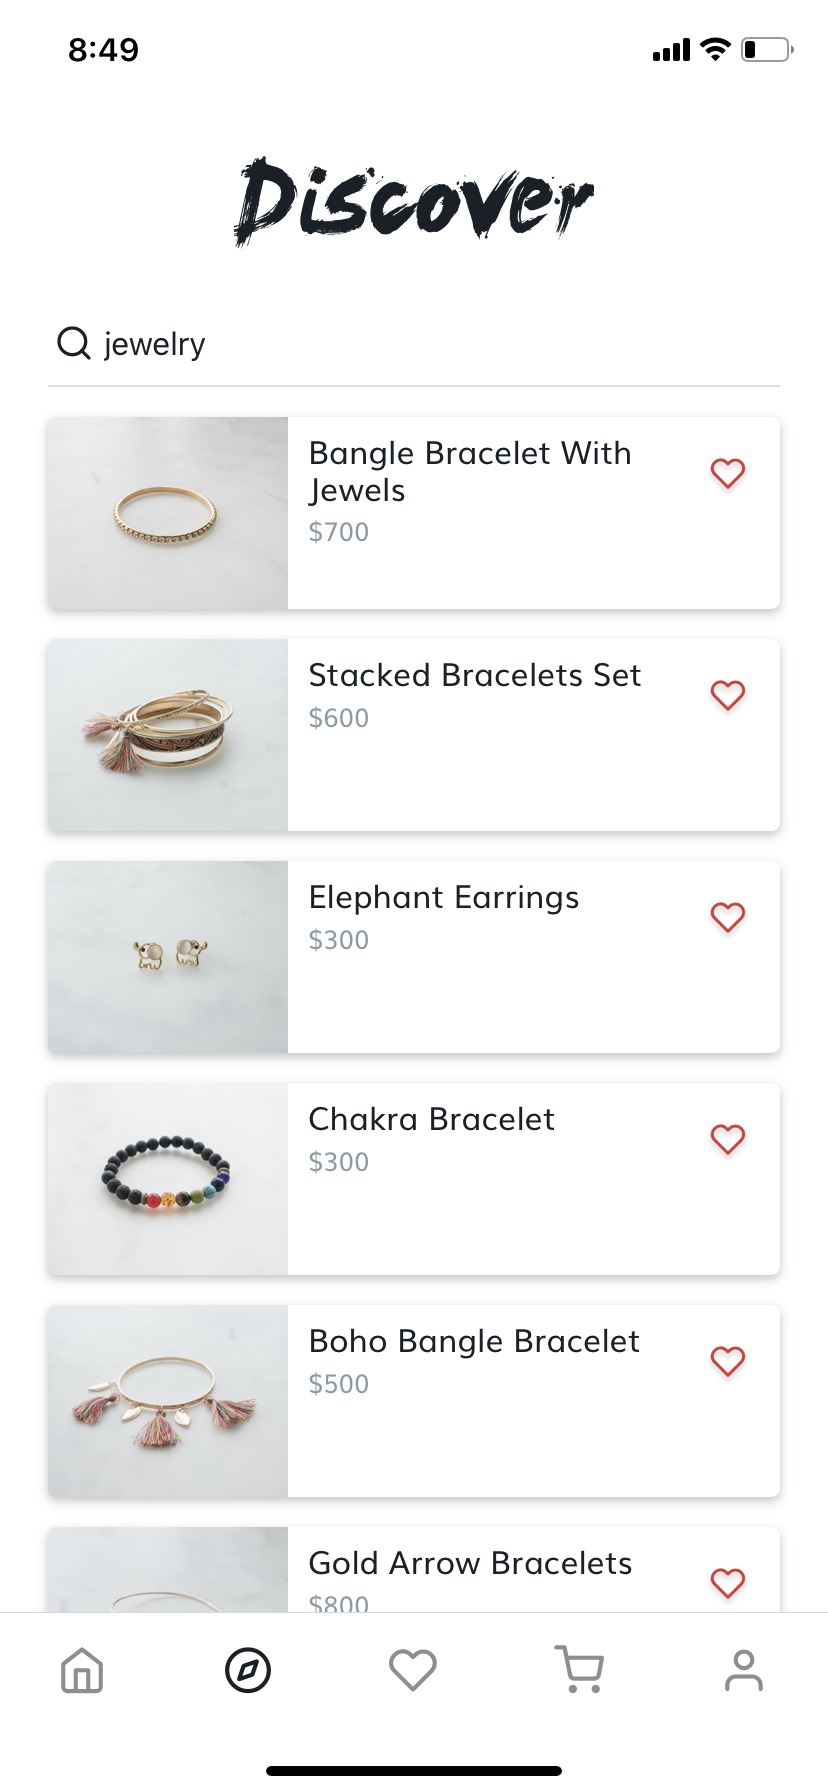 8:49
Discover
jewelry
Bangle Bracelet With
Jewels
$700
Stacked Bracelets Set
$600
Elephant Earrings
$300
Chakra Bracelet
$300
Boho Bangle Bracelet
$500
Gold Arrow Bracelets
$800